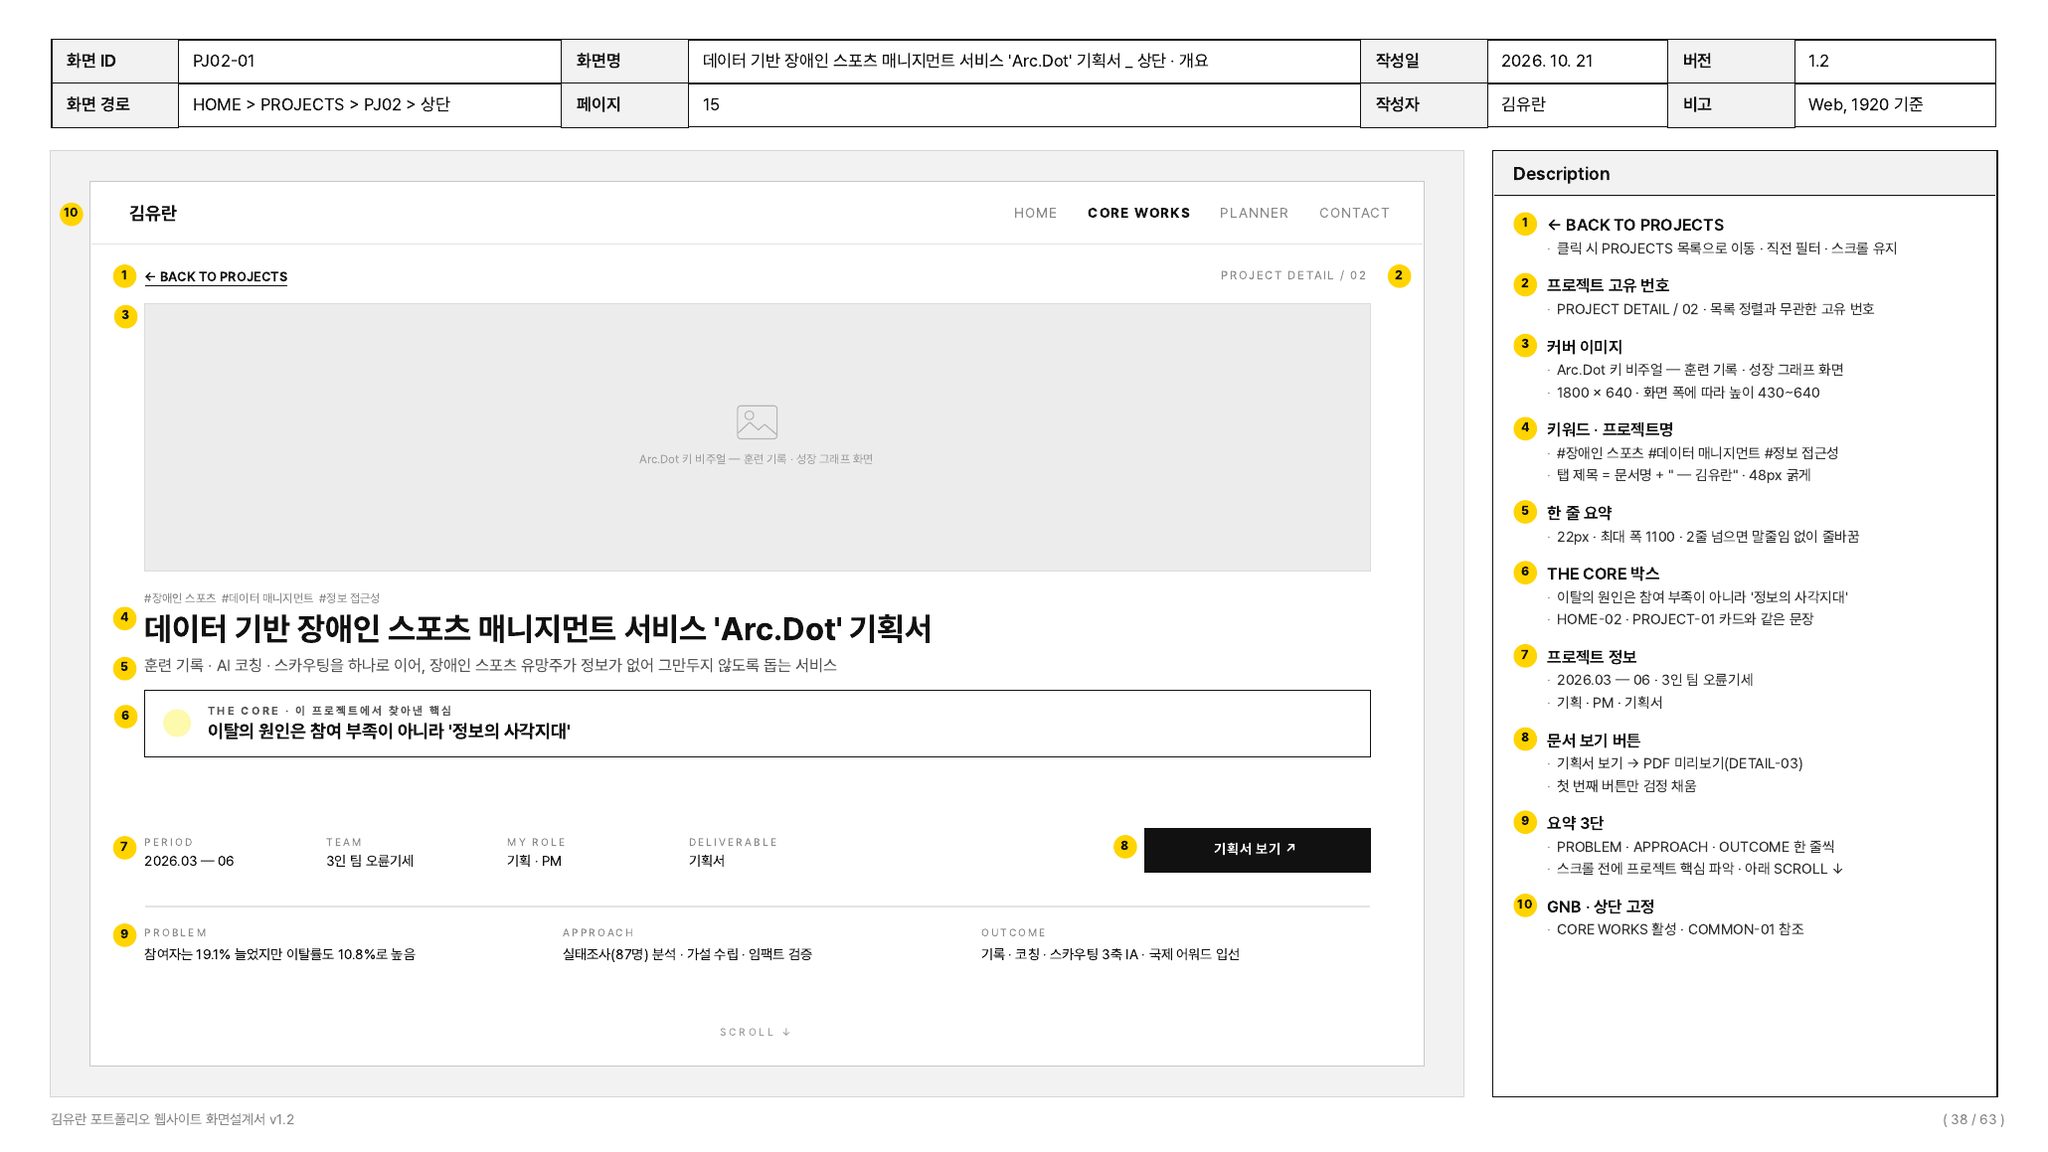 화면 ID PJ02-01 화면명 데이터 기반 장애인 스포츠 매니지먼트 서비스 'Arc.Dot' 기획서 _ 상단 · 개요 작성일 2026. 10. 21 버전 1.2
화면 경로 HOME > PROJECTS > PJ02 > 상단 페이지 15 작성자 김유란 비고 Web, 1920 기준
10 김유란 HOME CORE WORKS PLANNER CONTACT
1 ← BACK TO PROJECTS PROJECT DETAIL / 02 2
3
Arc.Dot 키 비주얼 — 훈련 기록 · 성장 그래프 화면
#장애인 스포츠 #데이터 매니지먼트 #정보 접근성
4 데이터 기반 장애인 스포츠 매니지먼트 서비스 'Arc.Dot' 기획서
5 훈련 기록 · AI 코칭 · 스카우팅을 하나로 이어, 장애인 스포츠 유망주가 정보가 없어 그만두지 않도록 돕는 서비스
6 THE CORE · 이 프로젝트에서 찾아낸 핵심
이탈의 원인은 참여 부족이 아니라 '정보의 사각지대'
7 PERIOD TEAM MY ROLE DELIVERABLE
2026.03 — 06 3인 팀 오륜기세 기획 · PM 기획서
8 기획서 보기 ↗
9 PROBLEM APPROACH OUTCOME
참여자는 19.1% 늘었지만 이탈률도 10.8%로 높음 실태조사(87명) 분석 · 가설 수립 · 임팩트 검증 기록 · 코칭 · 스카우팅 3축 IA · 국제 어워드 입선
SCROLL ↓
Description
1 ← BACK TO PROJECTS
· 클릭 시 PROJECTS 목록으로 이동 · 직전 필터 · 스크롤 유지
2 프로젝트 고유 번호
· PROJECT DETAIL / 02 · 목록 정렬과 무관한 고유 번호
3 커버 이미지
· Arc.Dot 키 비주얼 — 훈련 기록 · 성장 그래프 화면
· 1800 × 640 · 화면 폭에 따라 높이 430~640
4 키워드 · 프로젝트명
· #장애인 스포츠 #데이터 매니지먼트 #정보 접근성
· 탭 제목 = 문서명 + " — 김유란" · 48px 굵게
5 한 줄 요약
· 22px · 최대 폭 1100 · 2줄 넘으면 말줄임 없이 줄바꿈
6 THE CORE 박스
· 이탈의 원인은 참여 부족이 아니라 '정보의 사각지대'
· HOME-02 · PROJECT-01 카드와 같은 문장
7 프로젝트 정보
· 2026.03 — 06 · 3인 팀 오륜기세
· 기획 · PM · 기획서
8 문서 보기 버튼
· 기획서 보기 → PDF 미리보기(DETAIL-03)
· 첫 번째 버튼만 검정 채움
9 요약 3단
· PROBLEM · APPROACH · OUTCOME 한 줄씩
· 스크롤 전에 프로젝트 핵심 파악 · 아래 SCROLL ↓
10 GNB · 상단 고정
· CORE WORKS 활성 · COMMON-01 참조
김유란 포트폴리오 웹사이트 화면설계서 v1.2
( 38 / 63 )